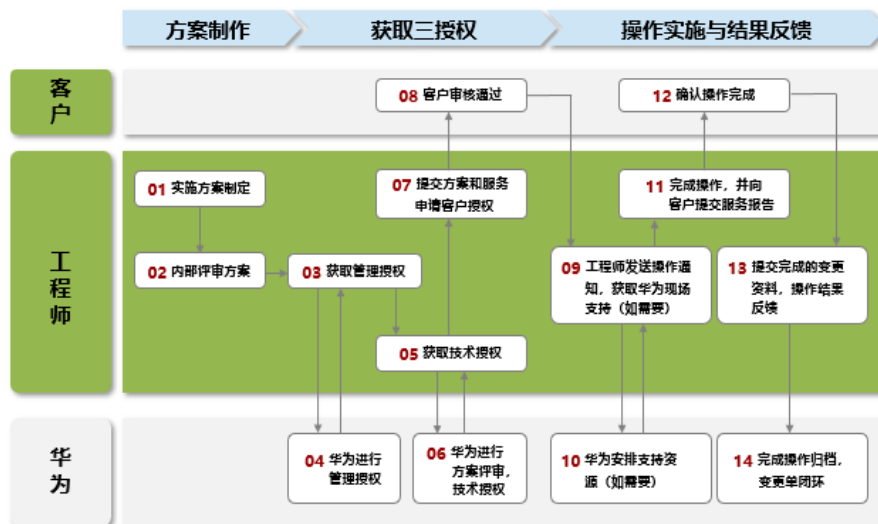 方案制作
获取三授权
操作实施与结果反馈
客户
08 客户审核通过
12 确认操作完成
工程师
01 实施方案制定
07 提交方案和服务
申请客户授权
11 完成操作，并向
客户提交服务报告
02 内部评审方案
03 获取管理授权
09 工程师发送操作通
知，获取华为现场
支持（如需要）
13 提交完成的变更
资料，操作结果
反馈
05 获取技术授权
华为
04 华为进行
管理授权
06 华为进行
方案评审，
技术授权
10 华为安排支持资
源（如需要）
14 完成操作归档，
变更单闭环